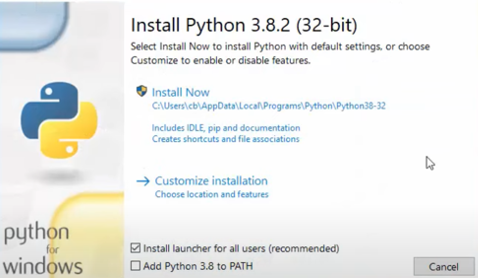 Install Python 3.8.2 (32-bit)
Select Install Now to install Python with default settings, or choose
Customize to enable or disable features.
Install Now
C:\Users\cb\AppData\Local\Programs\Python\Python38-32
Includes IDLE, pip and documentation
Creates shortcuts and file associations
Customize installation
Choose location and features
python
for
windows
Install launcher for all users (recommended)
Add Python 3.8 to PATH
Cancel